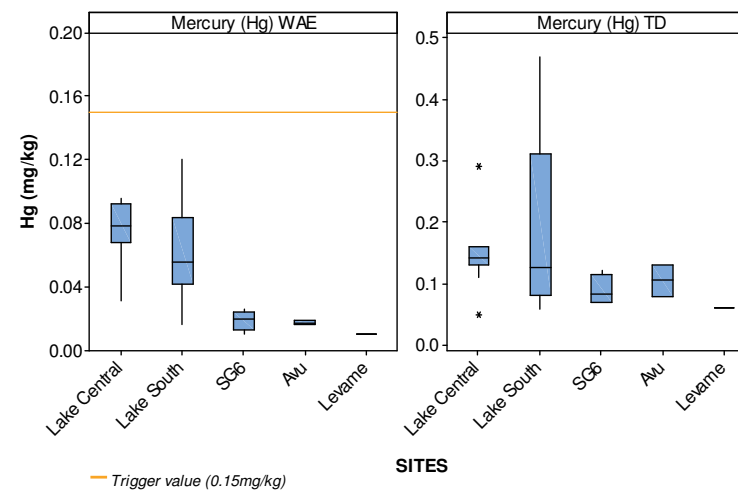 Mercury (Hg) WAE
Mercury (Hg) TD
Hg (mg/kg)
0.20
0.16
0.12
0.08
0.04
0.00
0.5
0.4
0.3
0.2
0.1
0.0
Lake Central
Lake South
SG6
Avu
Levame
Lake Central
Lake South
SG6
Avu
Levame
SITES
Trigger value (0.15mg/kg)